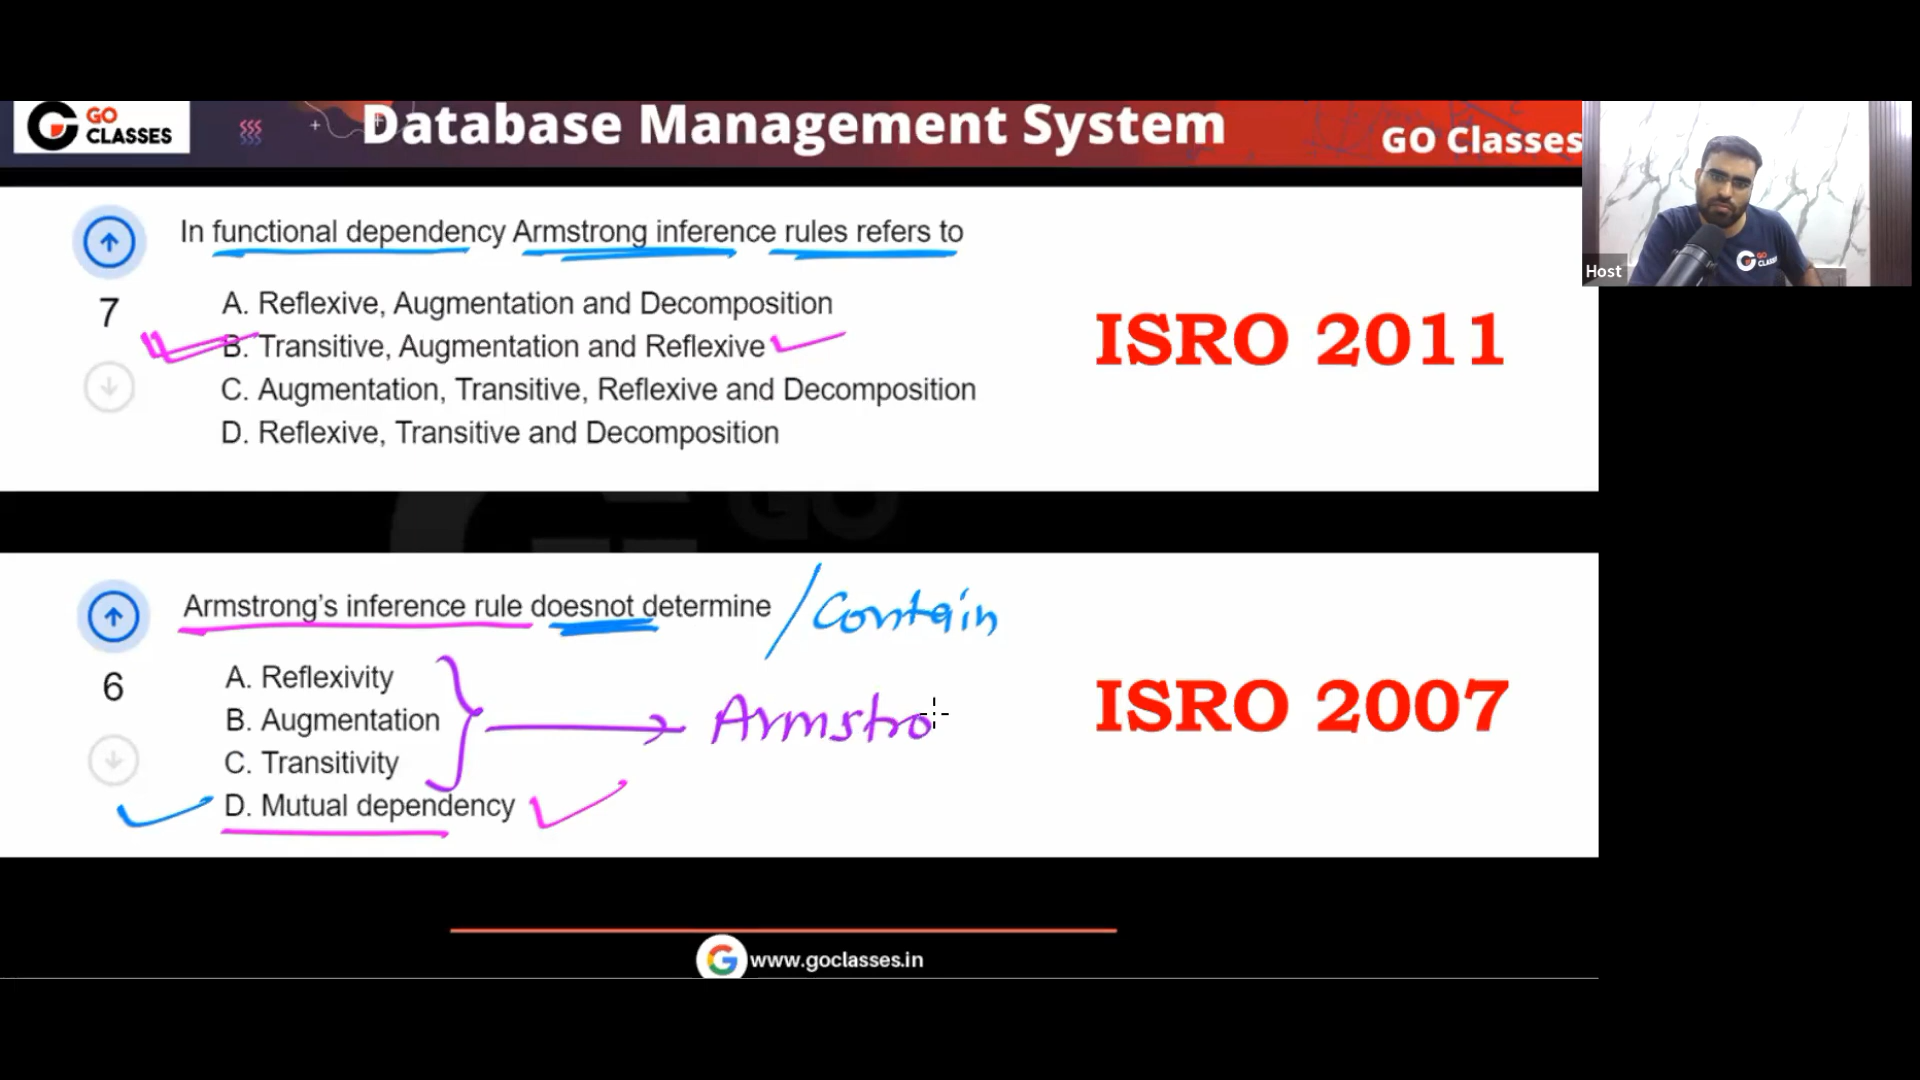 GO
CLASSES
Database Management System
GO Classes
Host
In functional dependency Armstrong inference rules refers to
7
A. Reflexive, Augmentation and Decomposition
B. Transitive, Augmentation and Reflexive
C. Augmentation, Transitive, Reflexive and Decomposition
D. Reflexive, Transitive and Decomposition
ISRO 2011
GO
Armstrong's inference rule doesnot determine / Contain
6
A. Reflexivity
B. Augmentation
C. Transitivity
D. Mutual dependency
Armstro
ISRO 2007
www.goclasses.in